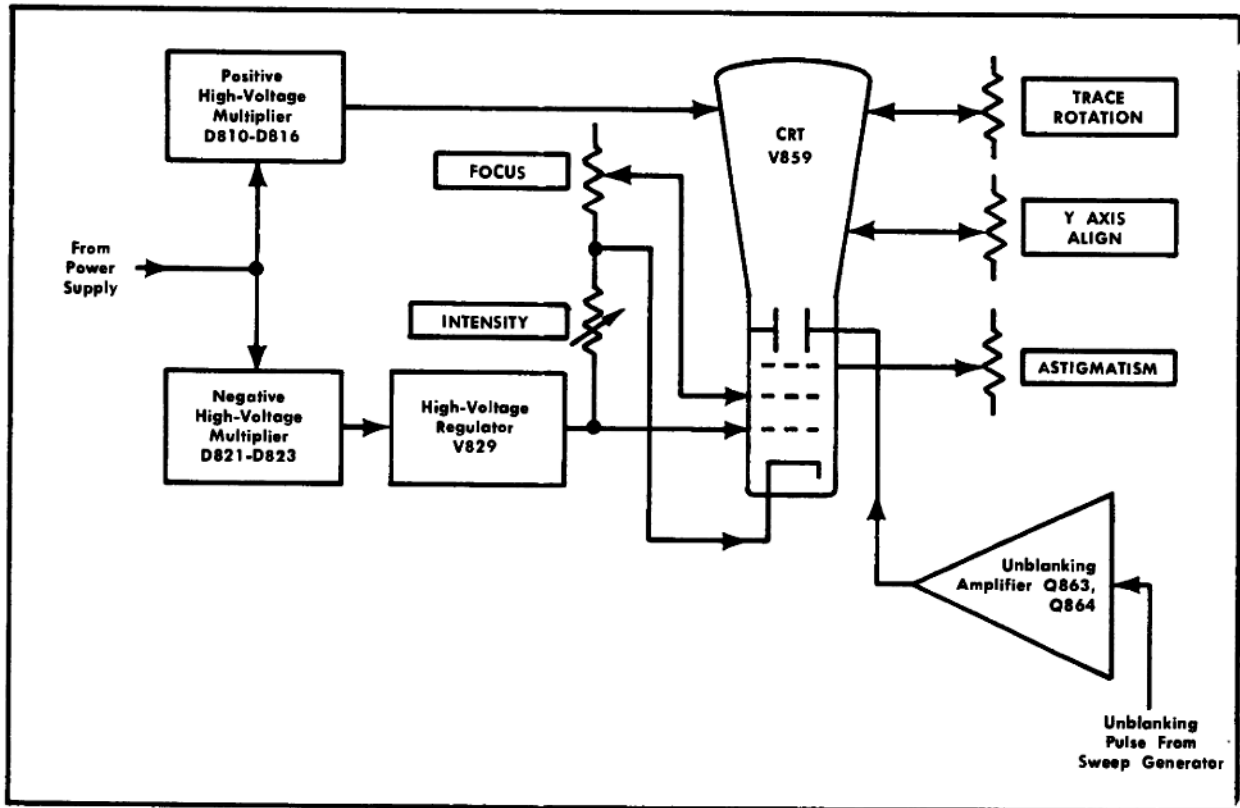 Positive
High-Voltage
Multiplier
D810-D816
CRT
V859
TRACE
ROTATION
FOCUS
Y AXIS
ALIGN
From
Power
Supply
INTENSITY
ASTIGMATISM
Negative
High-Voltage
Multiplier
D821-D823
High-Voltage
Regulator
V829
Unblanking
Amplifier Q863,
Q864
Unblanking
Pulse From
Sweep Generator